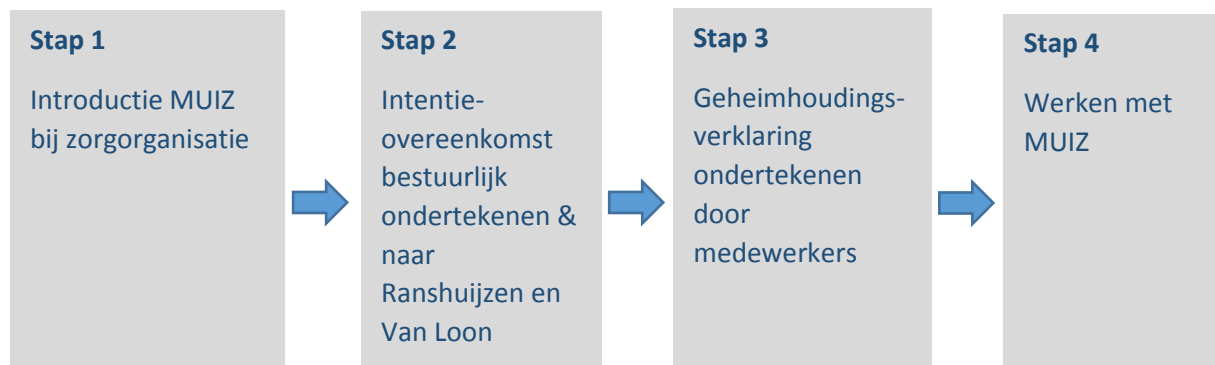 Stap 1
Introductie MUIZ
bij zorgorganisatie
Stap 2
Intentie-
overeenkomst
bestuurlijk
ondertekenen &
naar
Ranshuijzen en
Van Loon
Stap 3
Geheimhoudings-
verklaring
ondertekenen
door
medewerkers
Stap 4
Werken met
MUIZ